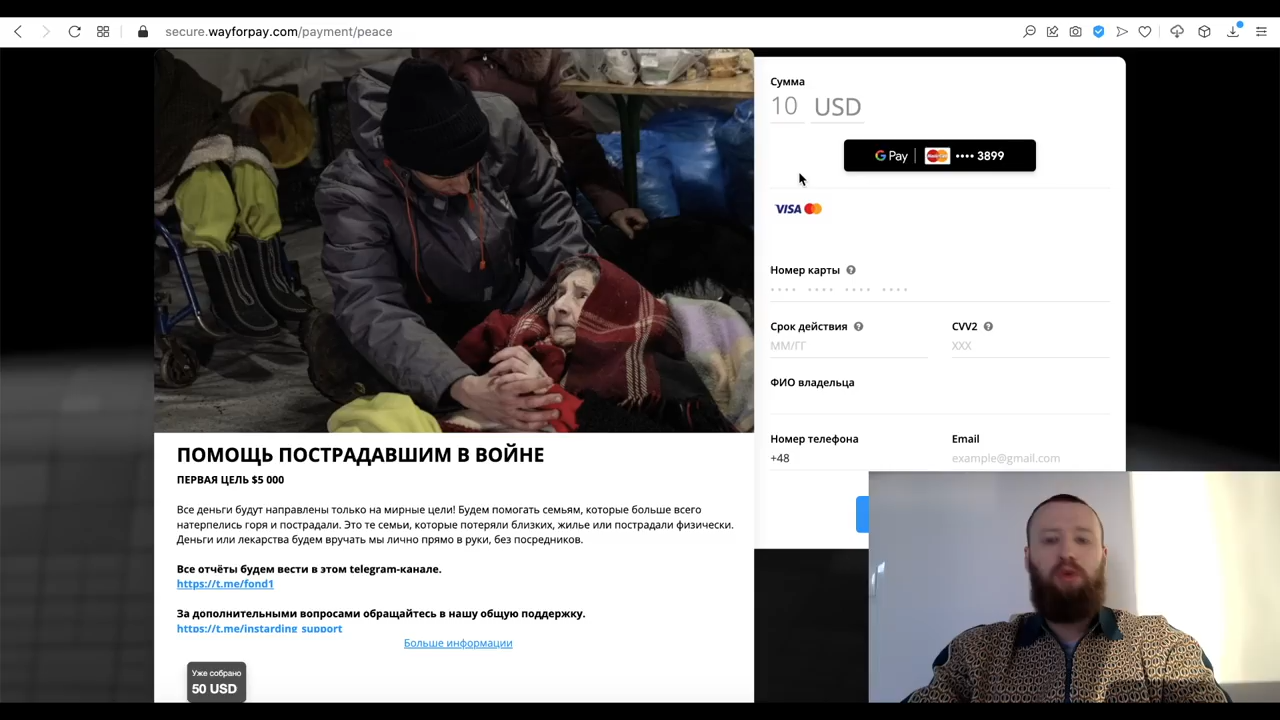 secure.wayforpay.com/payment/peace
Сумма
10 USD
G Pay •••• 3899
VISA
Номер карты
Срок действия CVV2
ММ/ГГ XXX
ФИО владельца
Номер телефона Email
+48 example@gmail.com
ПОМОЩЬ ПОСТРАДАВШИМ В ВОЙНЕ
ПЕРВАЯ ЦЕЛЬ $5 000
Все деньги будут направлены только на мирные цели! Будем помогать семьям, которые больше всего
натерпелись горя и пострадали. Это те семьи, которые потеряли близких, жилье или пострадали физически.
Деньги или лекарства будем вручать мы лично прямо в руки, без посредников.
Все отчёты будем вести в этом telegram-канале.
https://t.me/fond1
За дополнительными вопросами обращайтесь в нашу общую поддержку.
https://t.me/instarding_support
Больше информации
Уже собрано
50 USD